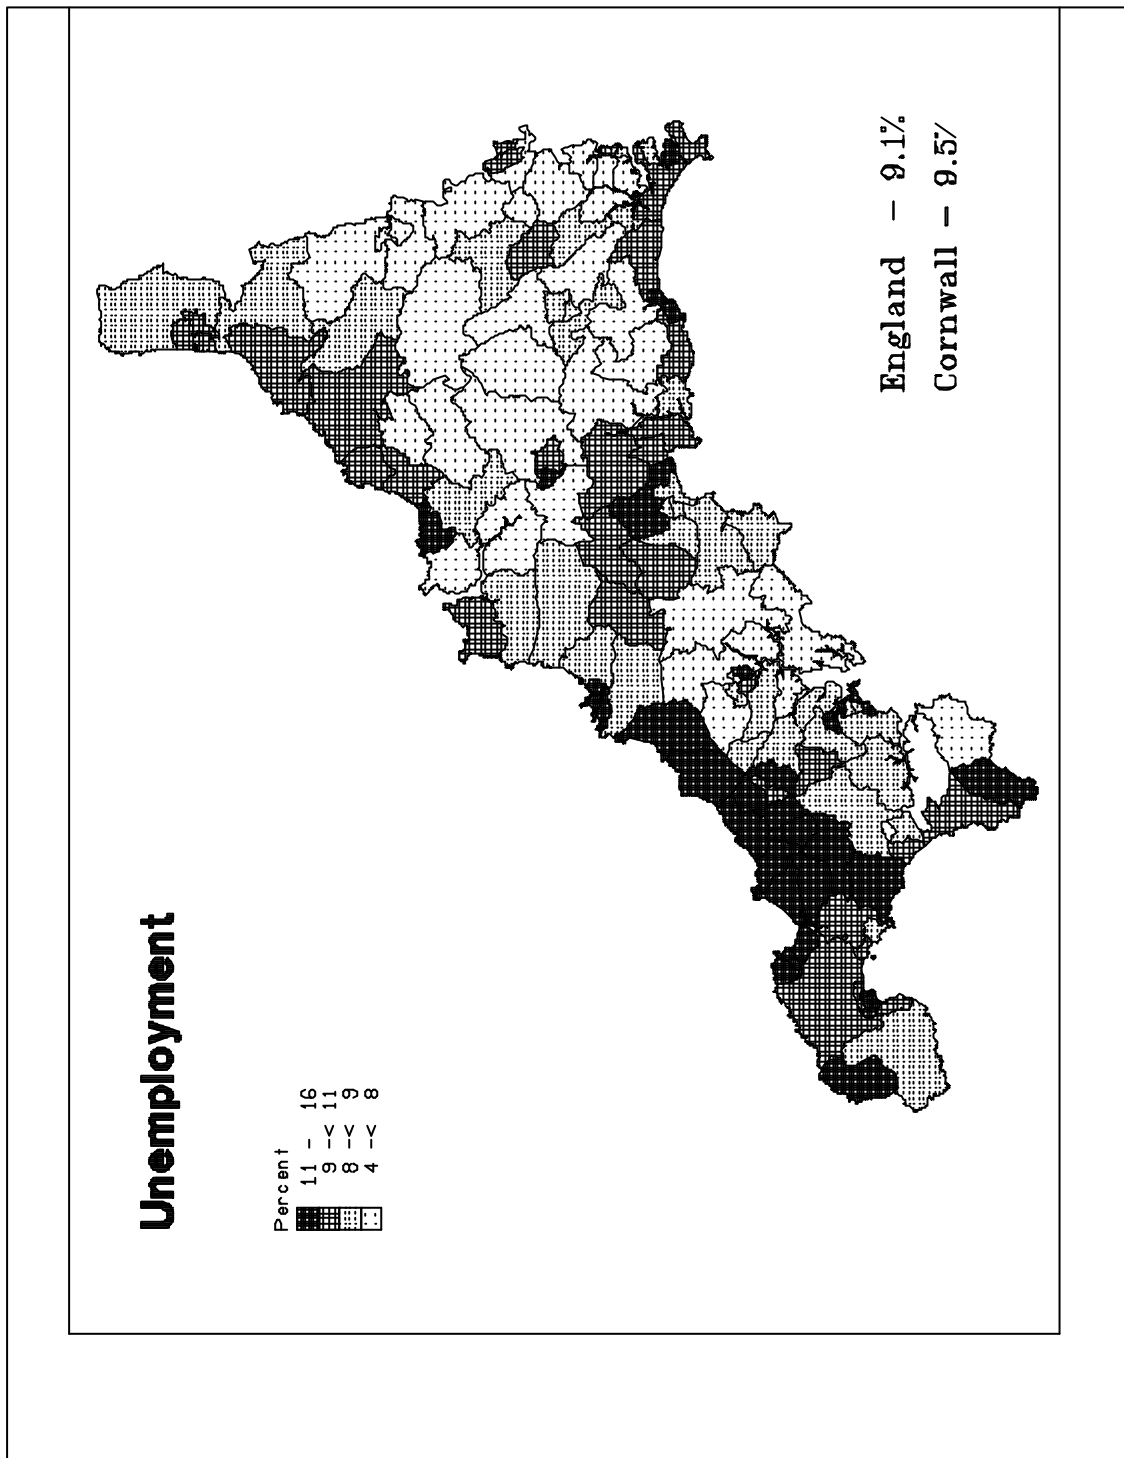 Unemployment
Percent
11 - 16
9 -< 11
8 -< 9
4 -< 8
England - 9.1%
Cornwall - 9.5%